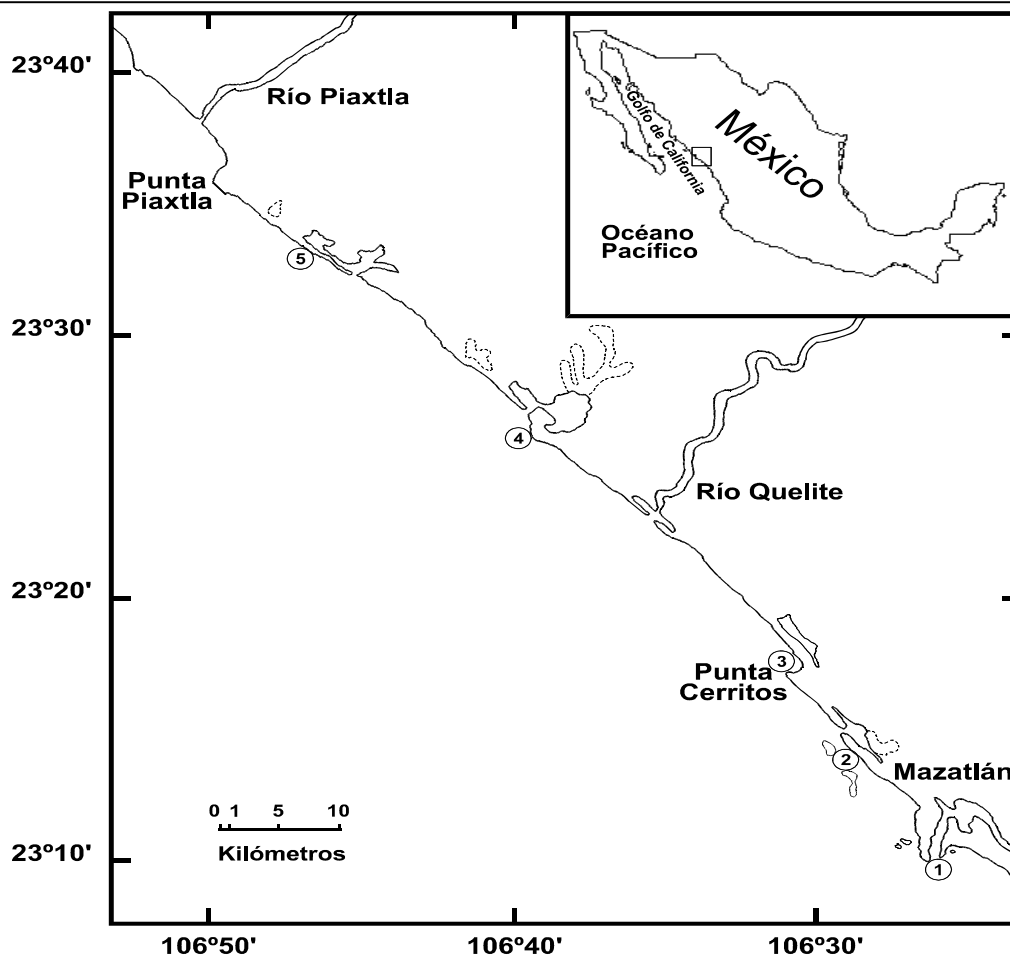 23º40'
Río Piaxtla
Punta
Piaxtla
5
Golfo de California
México
Océano
Pacífico
23º30'
4
Río Quelite
23º20'
3
Punta
Cerritos
2
Mazatlán
0 1 5 10
Kilómetros
23º10'
1
106º50' 106º40' 106º30'